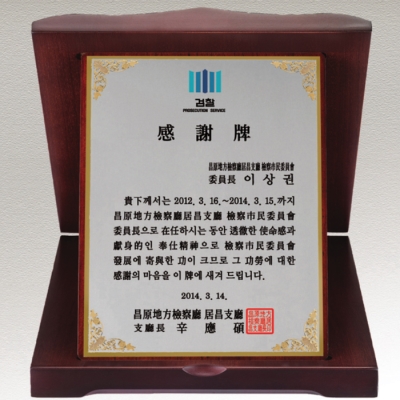 검찰
PROSECUTION SERVICE
感謝牌
昌原地方檢察廳居昌支廳 檢察市民委員會
委員長 이상권
貴下께서는 2012. 3. 16.~2014. 3. 15.까지
昌原地方檢察廳居昌支廳 檢察市民委員會
委員長으로 在任하시는 동안 透徹한 使命感과
獻身的인 奉仕精神으로 檢察市民委員會
發展에 寄與한 功이 크므로 그 功勞에 대한
感謝의 마음을 이 牌에 새겨 드립니다.
2014. 3. 14.
昌原地方檢察廳 居昌支廳
支廳長 辛應碩